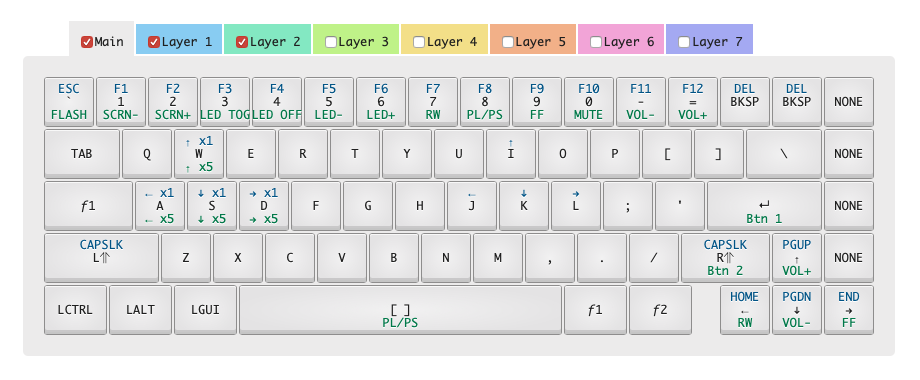 Main Layer 1 Layer 2 Layer 3 Layer 4 Layer 5 Layer 6 Layer 7
ESC F1 F2 F3 F4 F5 F6 F7 F8 F9 F10 F11 F12 DEL DEL
` 1 2 3 4 5 6 7 8 9 0 - = BKSP BKSP NONE
FLASH SCRN- SCRN+ LED TOG LED OFF LED- LED+ RW PL/PS FF MUTE VOL- VOL+
↑ x1 ↑
TAB Q W E R T Y U I O P [ ] \ NONE
↑ x5
← x1 ↓ x1 → x1 ← ↓ →
ƒ1 A S D F G H J K L ; ' ↵ NONE
← x5 ↓ x5 → x5 Btn 1
CAPSLK CAPSLK PGUP
L⇑ Z X C V B N M , . / R⇑ ↑ NONE
Btn 2 VOL+
HOME PGDN END
LCTRL LALT LGUI [ ] ƒ1 ƒ2 ← ↓ →
PL/PS RW VOL- FF